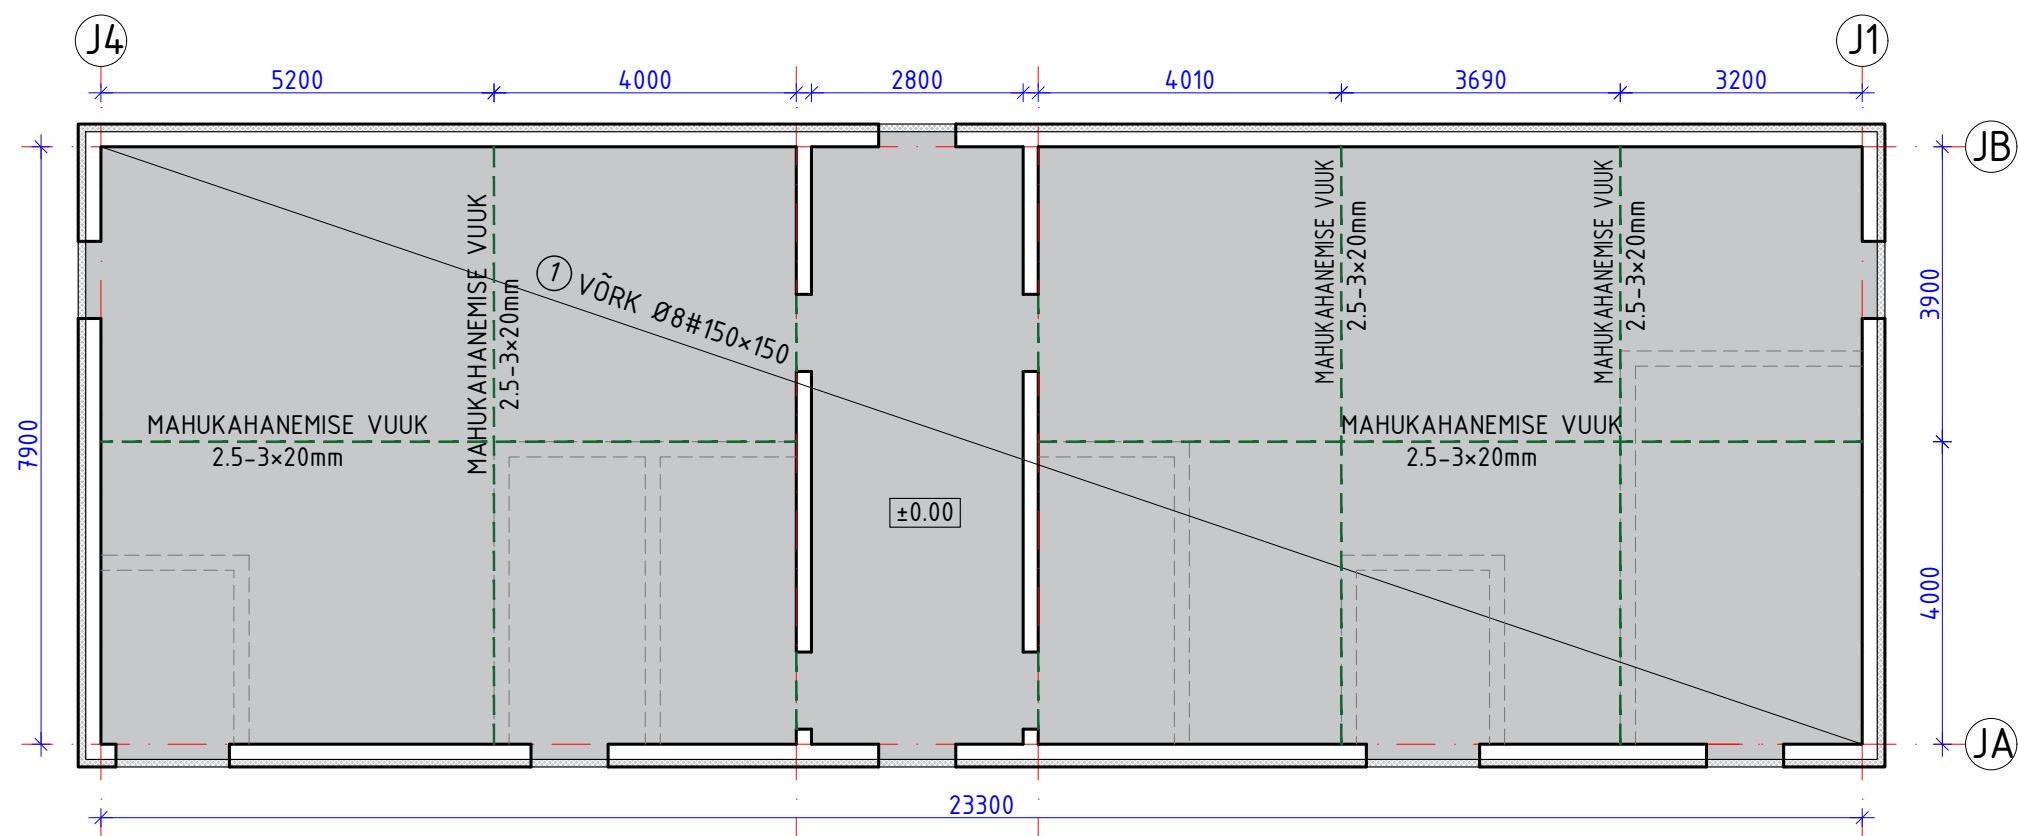 J4
J1
5200
4000
2800
4010
3690
3200
JB
MAHUKAHANEMISE VUUK
2.5-3×20mm
MAHUKAHANEMISE VUUK
2.5-3×20mm
MAHUKAHANEMISE VUUK
2.5-3×20mm
1 VÕRK Ø8#150×150
3900
7900
MAHUKAHANEMISE VUUK
2.5-3×20mm
MAHUKAHANEMISE VUUK
2.5-3×20mm
±0.00
4000
JA
23300